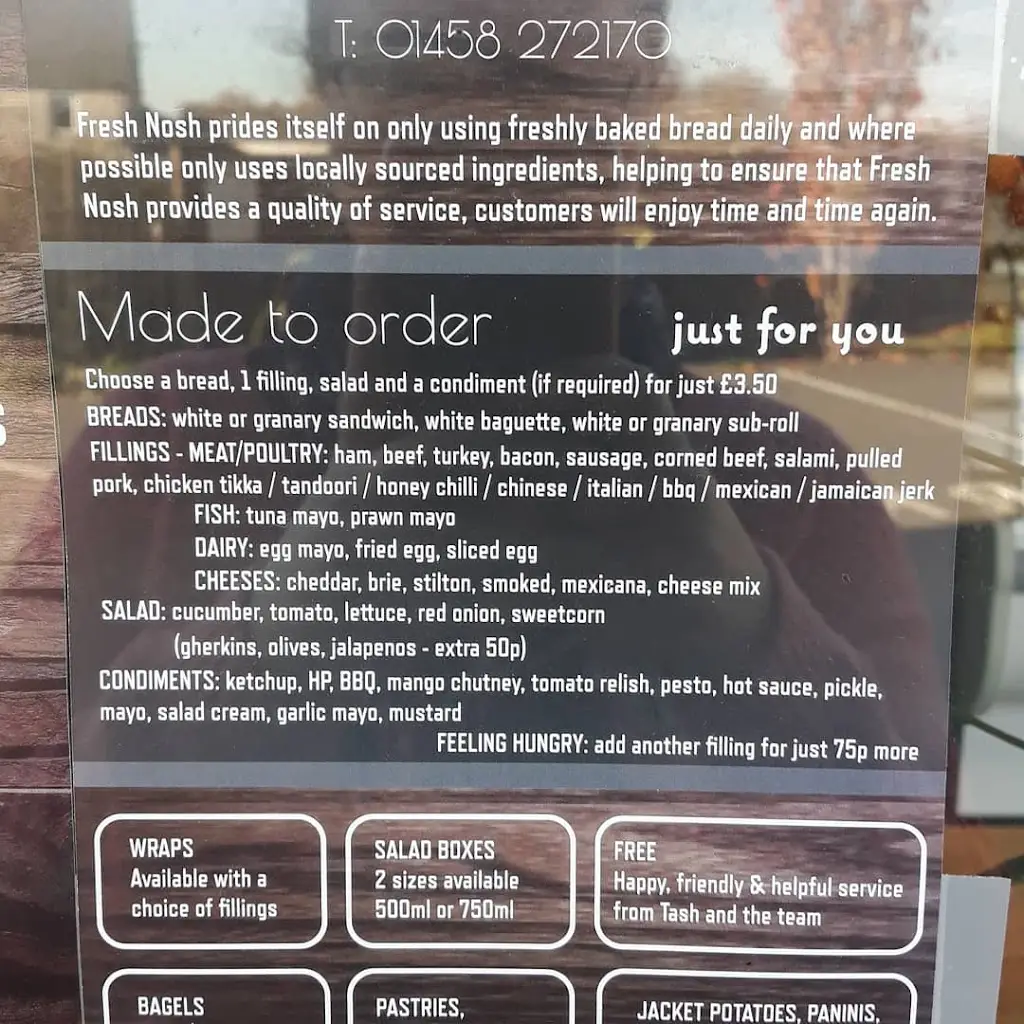 T: 01458 272170
Fresh Nosh prides itself on only using freshly baked bread daily and where
possible only uses locally sourced ingredients, helping to ensure that Fresh
Nosh provides a quality of service, customers will enjoy time and time again.
Made to order just for you
Choose a bread, 1 filling, salad and a condiment (if required) for just £3.50
BREADS: white or granary sandwich, white baguette, white or granary sub-roll
FILLINGS - MEAT/POULTRY: ham, beef, turkey, bacon, sausage, corned beef, salami, pulled
pork, chicken tikka / tandoori / honey chilli / chinese / italian / bbq / mexican / jamaican jerk
FISH: tuna mayo, prawn mayo
DAIRY: egg mayo, fried egg, sliced egg
CHEESES: cheddar, brie, stilton, smoked, mexicana, cheese mix
SALAD: cucumber, tomato, lettuce, red onion, sweetcorn
(gherkins, olives, jalapenos - extra 50p)
CONDIMENTS: ketchup, HP, BBQ, mango chutney, tomato relish, pesto, hot sauce, pickle,
mayo, salad cream, garlic mayo, mustard
FEELING HUNGRY: add another filling for just 75p more
WRAPS
Available with a
choice of fillings
SALAD BOXES
2 sizes available
500ml or 750ml
FREE
Happy, friendly & helpful service
from Tash and the team
BAGELS
PASTRIES,
JACKET POTATOES, PANINIS,